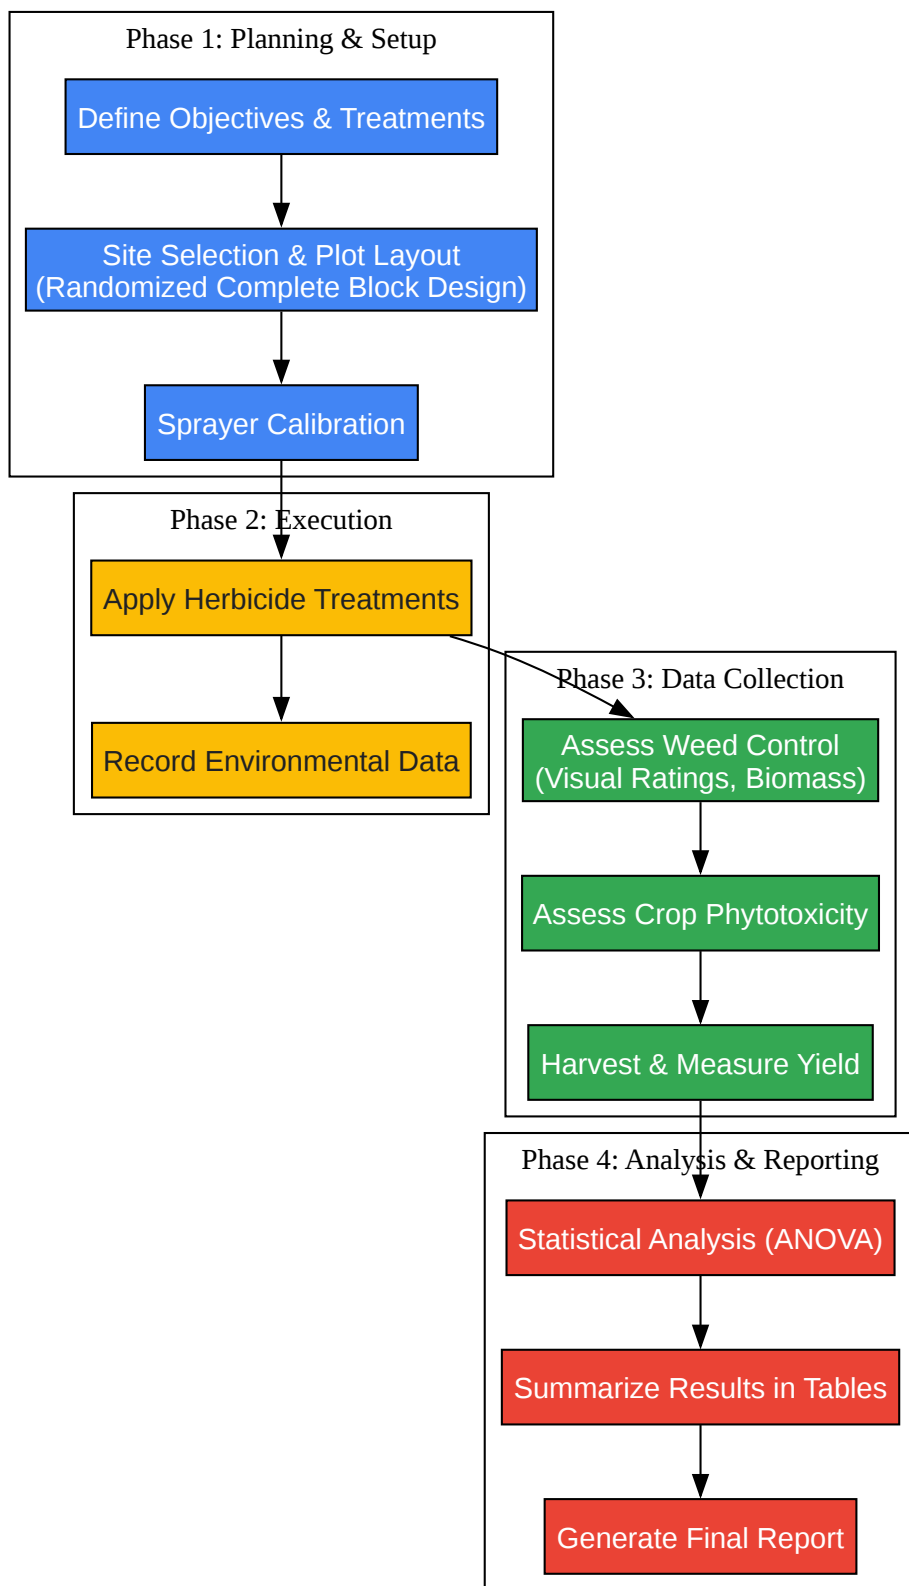 Phase 1: Planning & Setup
Define Objectives & Treatments
Site Selection & Plot Layout
(Randomized Complete Block Design)
Sprayer Calibration
Phase 2: Execution
Apply Herbicide Treatments
Record Environmental Data
Phase 3: Data Collection
Assess Weed Control
(Visual Ratings, Biomass)
Assess Crop Phytotoxicity
Harvest & Measure Yield
Phase 4: Analysis & Reporting
Statistical Analysis (ANOVA)
Summarize Results in Tables
Generate Final Report